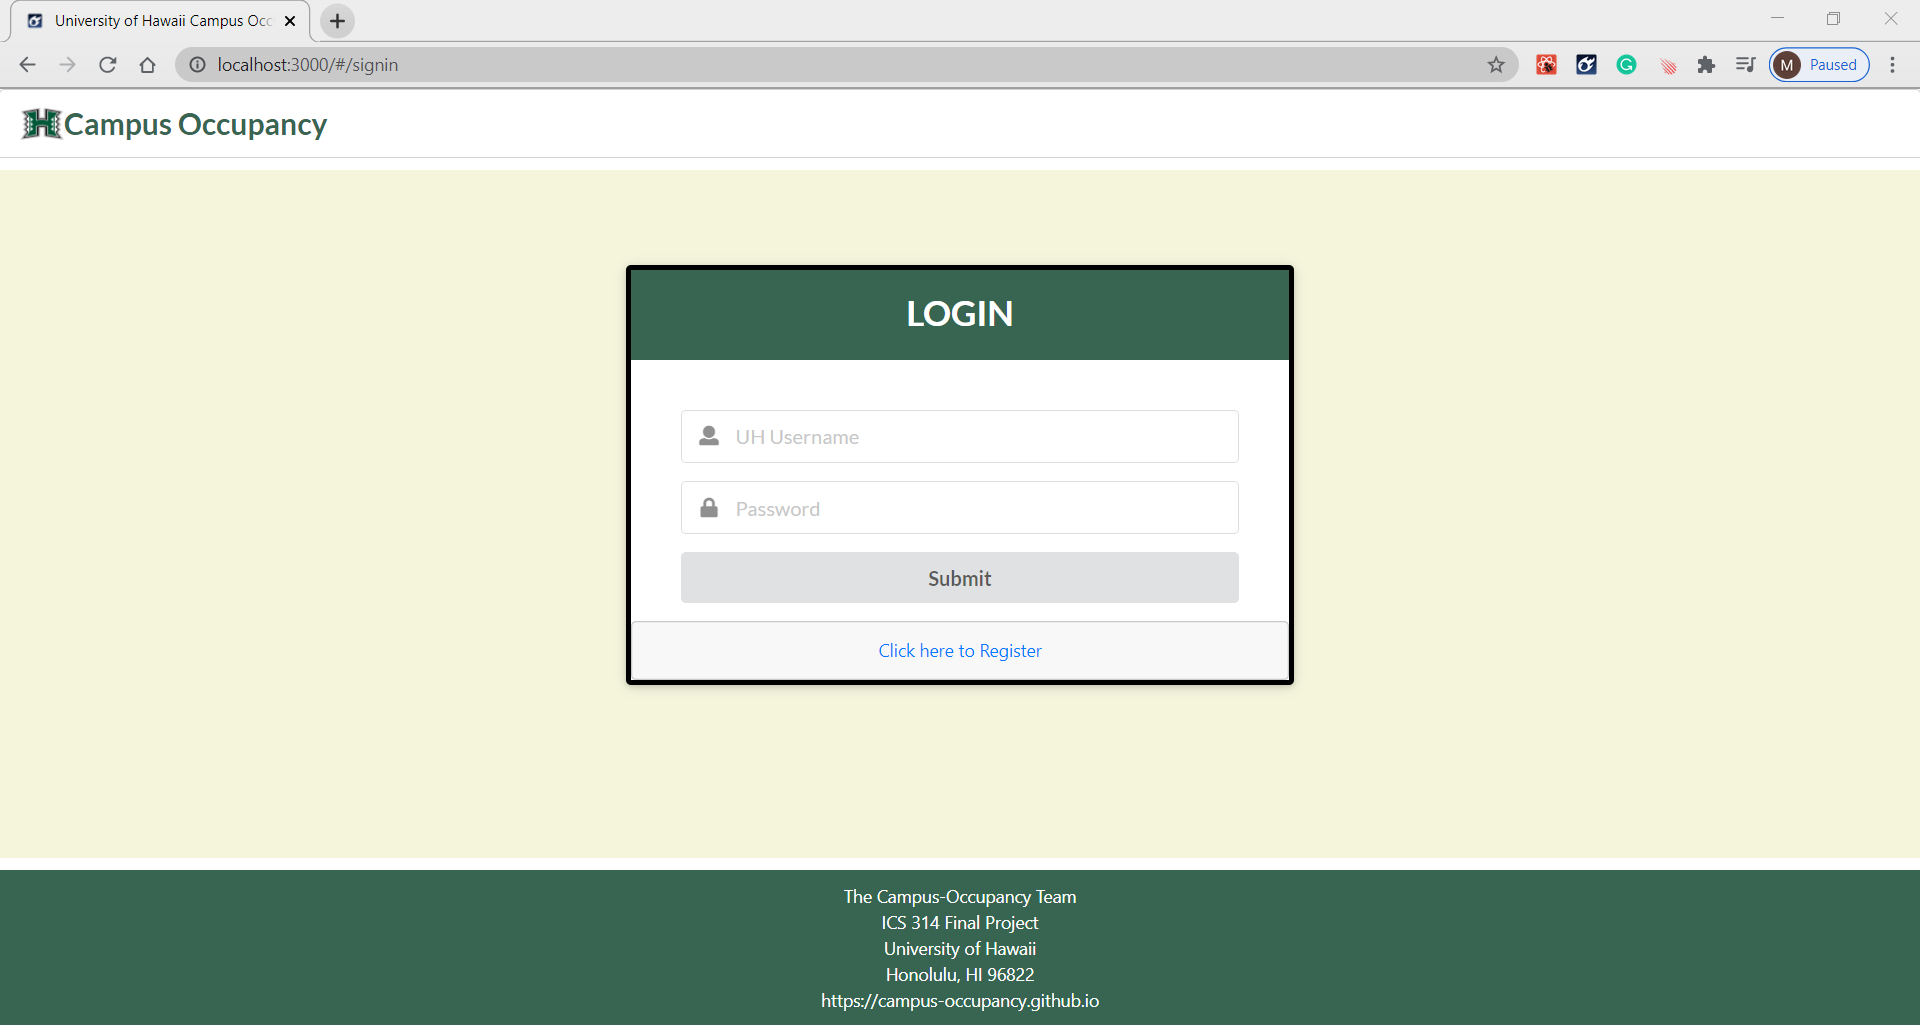 University of Hawaii Campus Occ
localhost:3000/#/signin
M Paused
H Campus Occupancy
LOGIN
UH Username
Password
Submit
Click here to Register
The Campus-Occupancy Team
ICS 314 Final Project
University of Hawaii
Honolulu, HI 96822
https://campus-occupancy.github.io